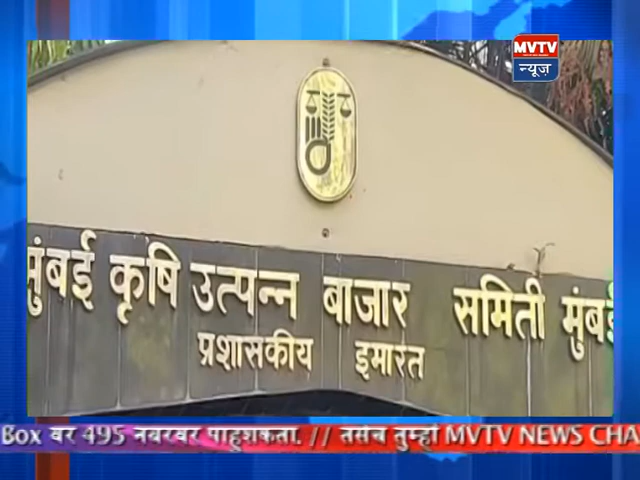 MVTV
न्यूज़
मुंबई कृषि उत्पन्न बाजार समिती मुंबई
प्रशासकीय इमारत
Box वर 495 नंबरवर पाहूशकता. // तसेच तुम्ही MVTV NEWS CHA